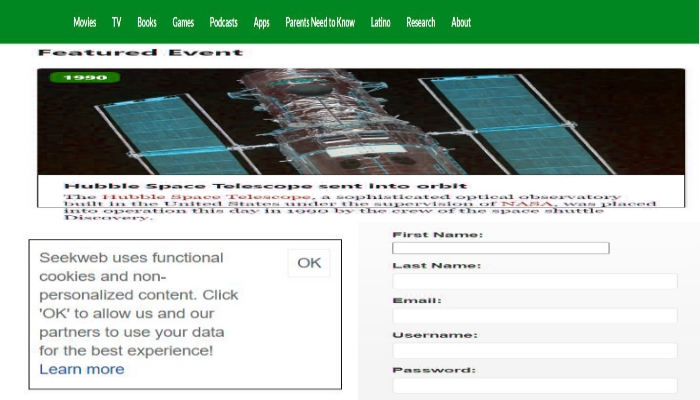 Movies TV Books Games Podcasts Apps Parents Need to Know Latino Research About
Featured Event
1990
Hubble Space Telescope sent into orbit
The Hubble Space Telescope, a sophisticated optical observatory
built in the United States under the supervision of NASA, was placed
into operation this day in 1990 by the crew of the space shuttle
Discovery.
Seekweb uses functional
cookies and non-
personalized content. Click
'OK' to allow us and our
partners to use your data
for the best experience!
Learn more
OK
First Name:
Last Name:
Email:
Username:
Password: